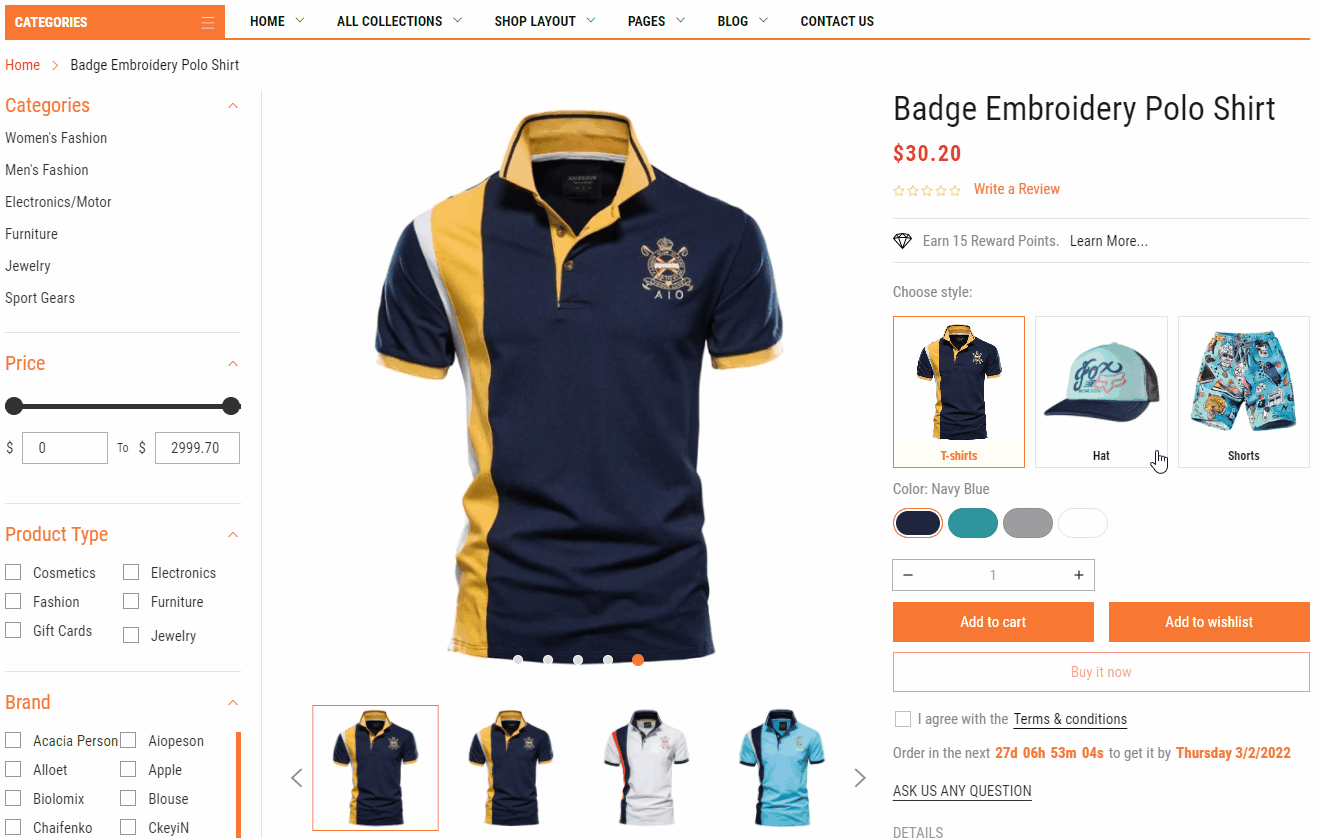 CATEGORIES
HOME
ALL COLLECTIONS
SHOP LAYOUT
PAGES
BLOG
CONTACT US
Home > Badge Embroidery Polo Shirt
Categories
Women's Fashion
Men's Fashion
Electronics/Motor
Furniture
Jewelry
Sport Gears
Price
$ 0 To $ 2999.70
Product Type
Cosmetics
Electronics
Fashion
Furniture
Gift Cards
Jewelry
Brand
Acacia Person
Aiopeson
Alloet
Apple
Biolomix
Blouse
Chaifenko
CkeyiN
AIO
Badge Embroidery Polo Shirt
$30.20
Write a Review
Earn 15 Reward Points. Learn More...
Choose style:
fox
T-shirts
Hat
Shorts
Color: Navy Blue
− 1 +
Add to cart
Add to wishlist
Buy it now
I agree with the Terms & conditions
Order in the next 27d 06h 53m 04s to get it by Thursday 3/2/2022
ASK US ANY QUESTION
DETAILS